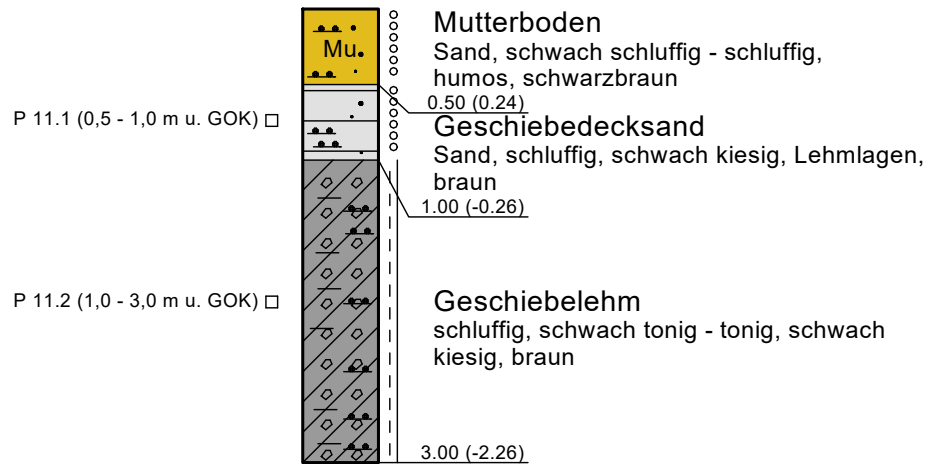 Mutterboden
Mu
Sand, schwach schluffig - schluffig,
humos, schwarzbraun
0.50 (0.24)
P 11.1 (0,5 - 1,0 m u. GOK)
Geschiebedecksand
Sand, schluffig, schwach kiesig, Lehmlagen,
braun
1.00 (-0.26)
P 11.2 (1,0 - 3,0 m u. GOK)
Geschiebelehm
schluffig, schwach tonig - tonig, schwach
kiesig, braun
3.00 (-2.26)